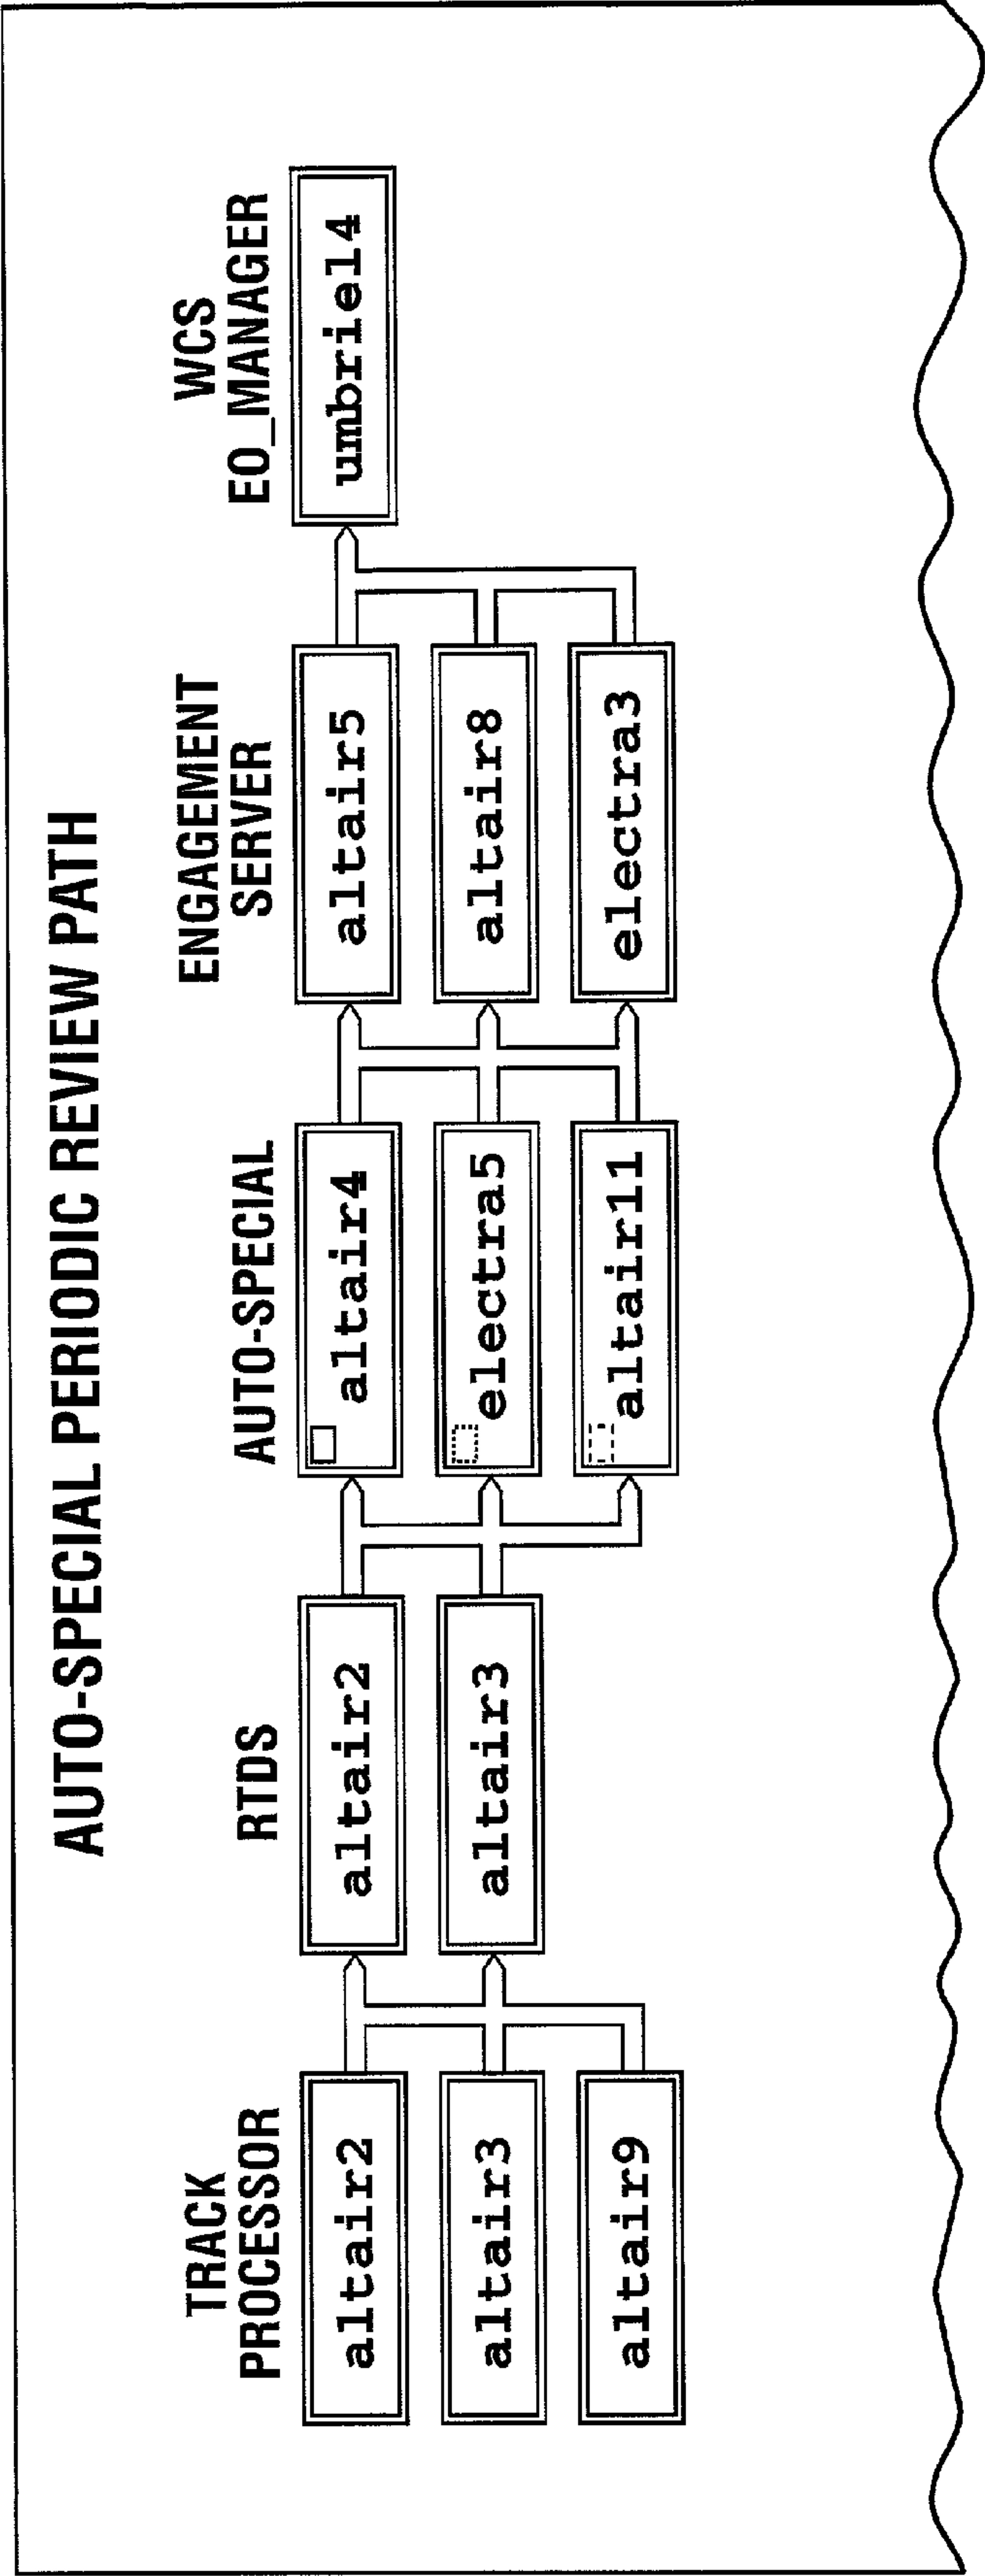 AUTO-SPECIAL PERIODIC REVIEW PATH
TRACK
PROCESSOR
altair2
altair3
altair9
RTDS
altair2
altair3
AUTO-SPECIAL
altair4
electra5
altair11
ENGAGEMENT
SERVER
altair5
altair8
electra3
WCS
EO_MANAGER
umbriel4